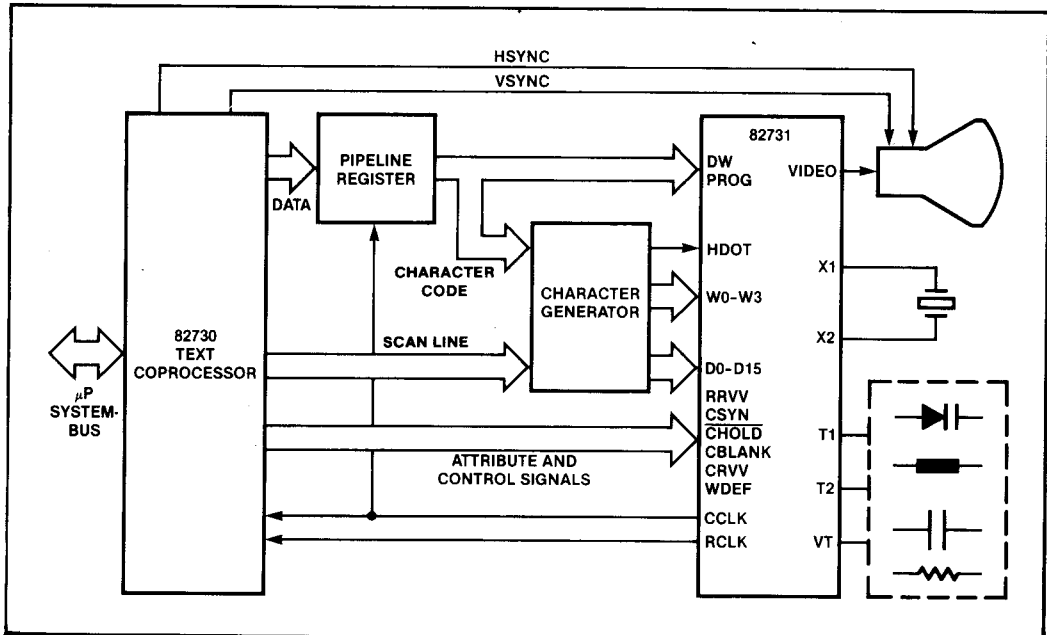 HSYNC
VSYNC
82731
PIPELINE
REGISTER
DW
PROG
VIDEO
DATA
HDOT
CHARACTER
CODE
CHARACTER
GENERATOR
W0-W3
X1
X2
82730
TEXT
COPROCESSOR
SCAN LINE
D0-D15
μP
SYSTEM-
BUS
RRVV
CSYN
CHOLD
CBLANK
CRVV
WDEF
T1
T2
ATTRIBUTE AND
CONTROL SIGNALS
CCLK
RCLK
VT